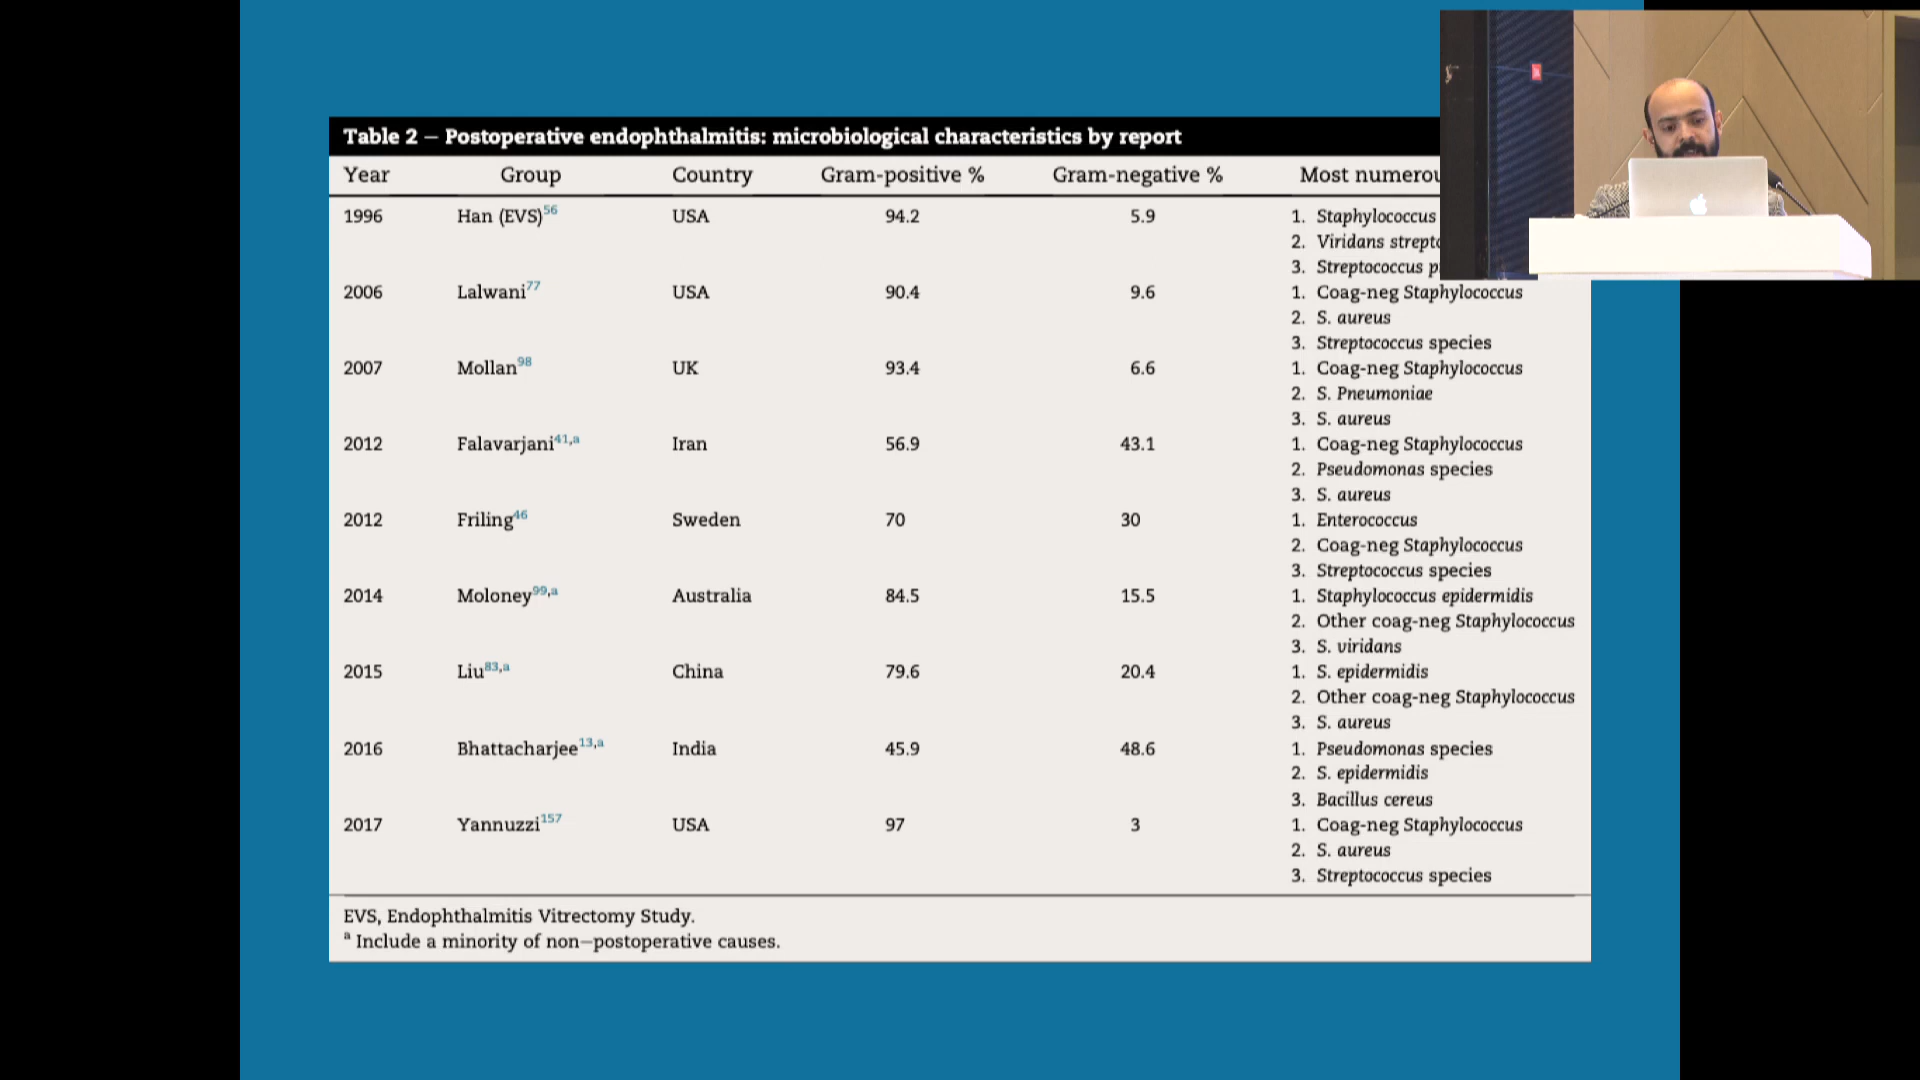 Table 2 – Postoperative endophthalmitis: microbiological characteristics by report
Year Group Country Gram-positive % Gram-negative % Most
1996 Han (EVS)56 USA 94.2 5.9 1. Staphylococcus
2. Viridans
3. Streptococcus
2006 Lalwani77 USA 90.4 9.6 1. Coag-neg Staphylococcus
2. S. aureus
3. Streptococcus species
2007 Mollan98 UK 93.4 6.6 1. Coag-neg Staphylococcus
2. S. Pneumoniae
3. S. aureus
2012 Falavarjani41,a Iran 56.9 43.1 1. Coag-neg Staphylococcus
2. Pseudomonas species
3. S. aureus
2012 Friling46 Sweden 70 30 1. Enterococcus
2. Coag-neg Staphylococcus
3. Streptococcus species
2014 Moloney99,a Australia 84.5 15.5 1. Staphylococcus epidermidis
2. Other coag-neg Staphylococcus
3. S. viridans
2015 Liu83,a China 79.6 20.4 1. S. epidermidis
2. Other coag-neg Staphylococcus
3. S. aureus
2016 Bhattacharjee13,a India 45.9 48.6 1. Pseudomonas species
2. S. epidermidis
3. Bacillus cereus
2017 Yannuzzi157 USA 97 3 1. Coag-neg Staphylococcus
2. S. aureus
3. Streptococcus species
EVS, Endophthalmitis Vitrectomy Study.
a Include a minority of non–postoperative causes.